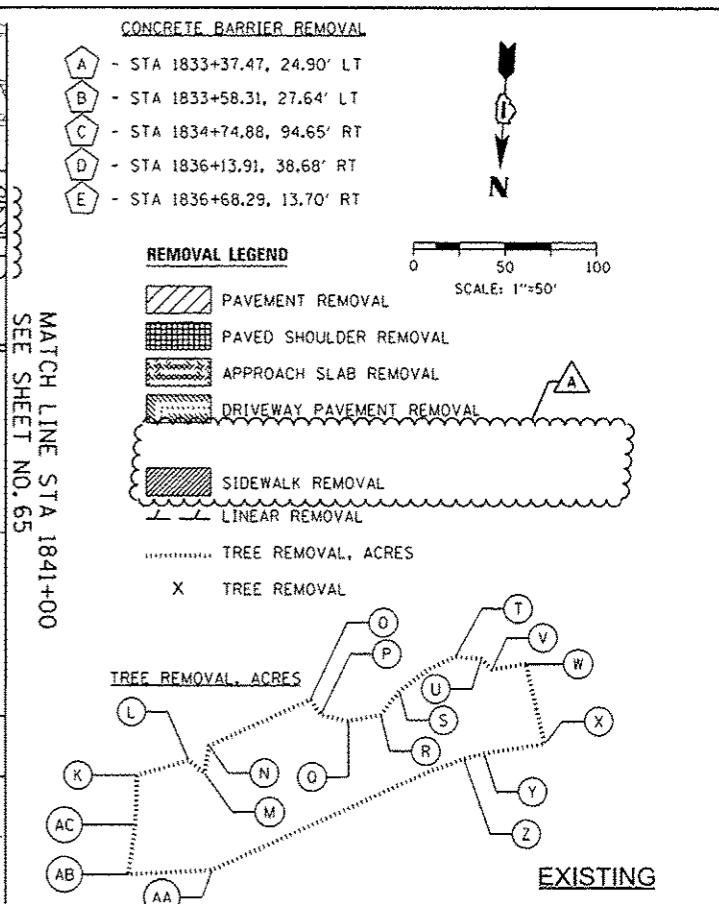 CONCRETE BARRIER REMOVAL
A - STA 1833+37.47, 24.90' LT
B - STA 1833+58.31, 27.64' LT
C - STA 1834+74.88, 94.65' RT
D - STA 1836+13.91, 38.68' RT
E - STA 1836+68.29, 13.70' RT
N
0 50 100
SCALE: 1"=50'
REMOVAL LEGEND
PAVEMENT REMOVAL
PAVED SHOULDER REMOVAL
APPROACH SLAB REMOVAL
DRIVEWAY PAVEMENT REMOVAL
A
SIDEWALK REMOVAL
LINEAR REMOVAL
TREE REMOVAL, ACRES
X TREE REMOVAL
MATCH LINE STA 1841+00
SEE SHEET NO. 65
TREE REMOVAL, ACRES
T
O
V
P
W
L
U
S
X
R
K
N
Q
Y
M
AC
Z
AB
AA
EXISTING